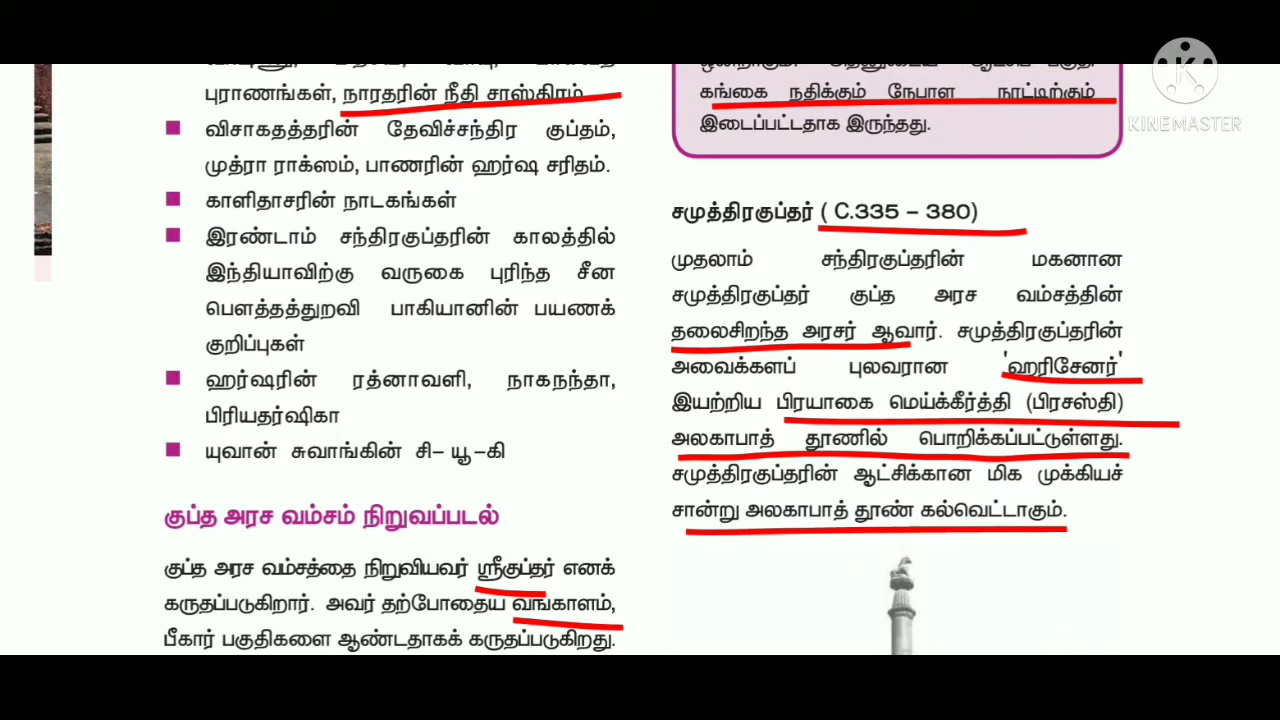 புராணங்கள், நாரதரின் நீதி சாஸ்திரம்
■ விசாகதத்தரின் தேவிச்சந்திர குப்தம்,
முத்ரா ராக்ஸம், பாணரின் ஹர்ஷ சரிதம்.
■ காளிதாசரின் நாடகங்கள்
■ இரண்டாம் சந்திரகுப்தரின் காலத்தில்
இந்தியாவிற்கு வருகை புரிந்த சீன
பௌத்தத்துறவி பாகியானின் பயணக்
குறிப்புகள்
■ ஹர்ஷரின் ரத்னாவளி, நாகநந்தா,
பிரியதர்ஷிகா
■ யுவான் சுவாங்கின் சி– யூ –கி
குப்த அரச வம்சம் நிறுவப்படல்
குப்த அரச வம்சத்தை நிறுவியவர் ஸ்ரீகுப்தர் எனக்
கருதப்படுகிறார். அவர் தற்போதைய வங்காளம்,
பீகார் பகுதிகளை ஆண்டதாகக் கருதப்படுகிறது.
கங்கை நதிக்கும் நேபாள நாட்டிற்கும்
இடைப்பட்டதாக இருந்தது.
சமுத்திரகுப்தர் ( C.335 – 380)
முதலாம் சந்திரகுப்தரின் மகனான
சமுத்திரகுப்தர் குப்த அரச வம்சத்தின்
தலைசிறந்த அரசர் ஆவார். சமுத்திரகுப்தரின்
அவைக்களப் புலவரான 'ஹரிசேனர்'
இயற்றிய பிரயாகை மெய்க்கீர்த்தி (பிரசஸ்தி)
அலகாபாத் தூணில் பொறிக்கப்பட்டுள்ளது.
சமுத்திரகுப்தரின் ஆட்சிக்கான மிக முக்கியச்
சான்று அலகாபாத் தூண் கல்வெட்டாகும்.
K
KINEMASTER